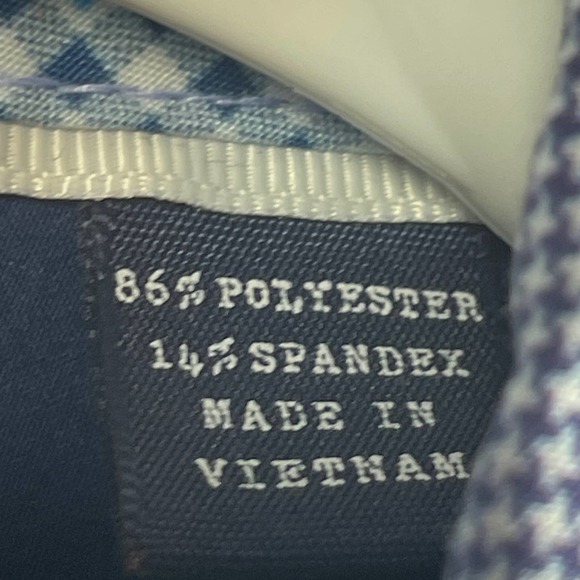 86% POLYESTER
14% SPANDEX
MADE IN
VIETNAM